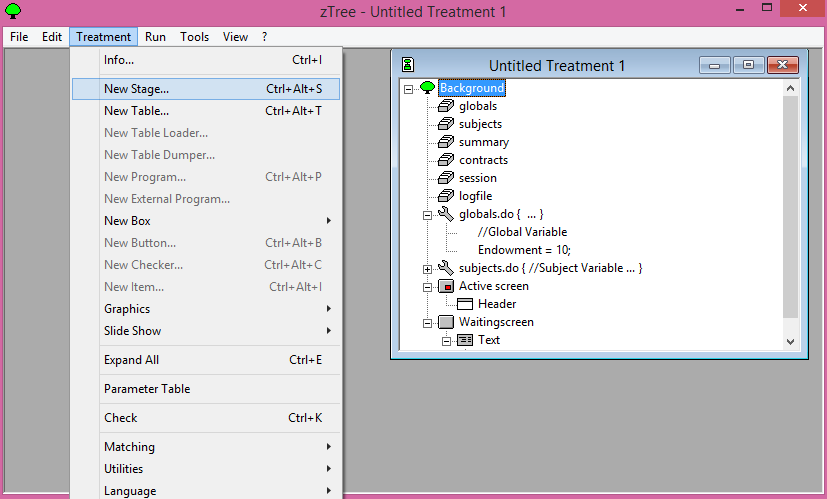 zTree - Untitled Treatment 1
File Edit Treatment Run Tools View ?
Info... Ctrl+I
New Stage... Ctrl+Alt+S
New Table... Ctrl+Alt+T
New Table Loader...
New Table Dumper...
New Program... Ctrl+Alt+P
New External Program...
New Box
New Button... Ctrl+Alt+B
New Checker... Ctrl+Alt+C
New Item... Ctrl+Alt+I
Graphics
Slide Show
Expand All Ctrl+E
Parameter Table
Check Ctrl+K
Matching
Utilities
Language
Untitled Treatment 1
Background
globals
subjects
summary
contracts
session
logfile
globals.do { ... }
//Global Variable
Endowment = 10;
subjects.do { //Subject Variable ... }
Active screen
Header
Waitingscreen
Text